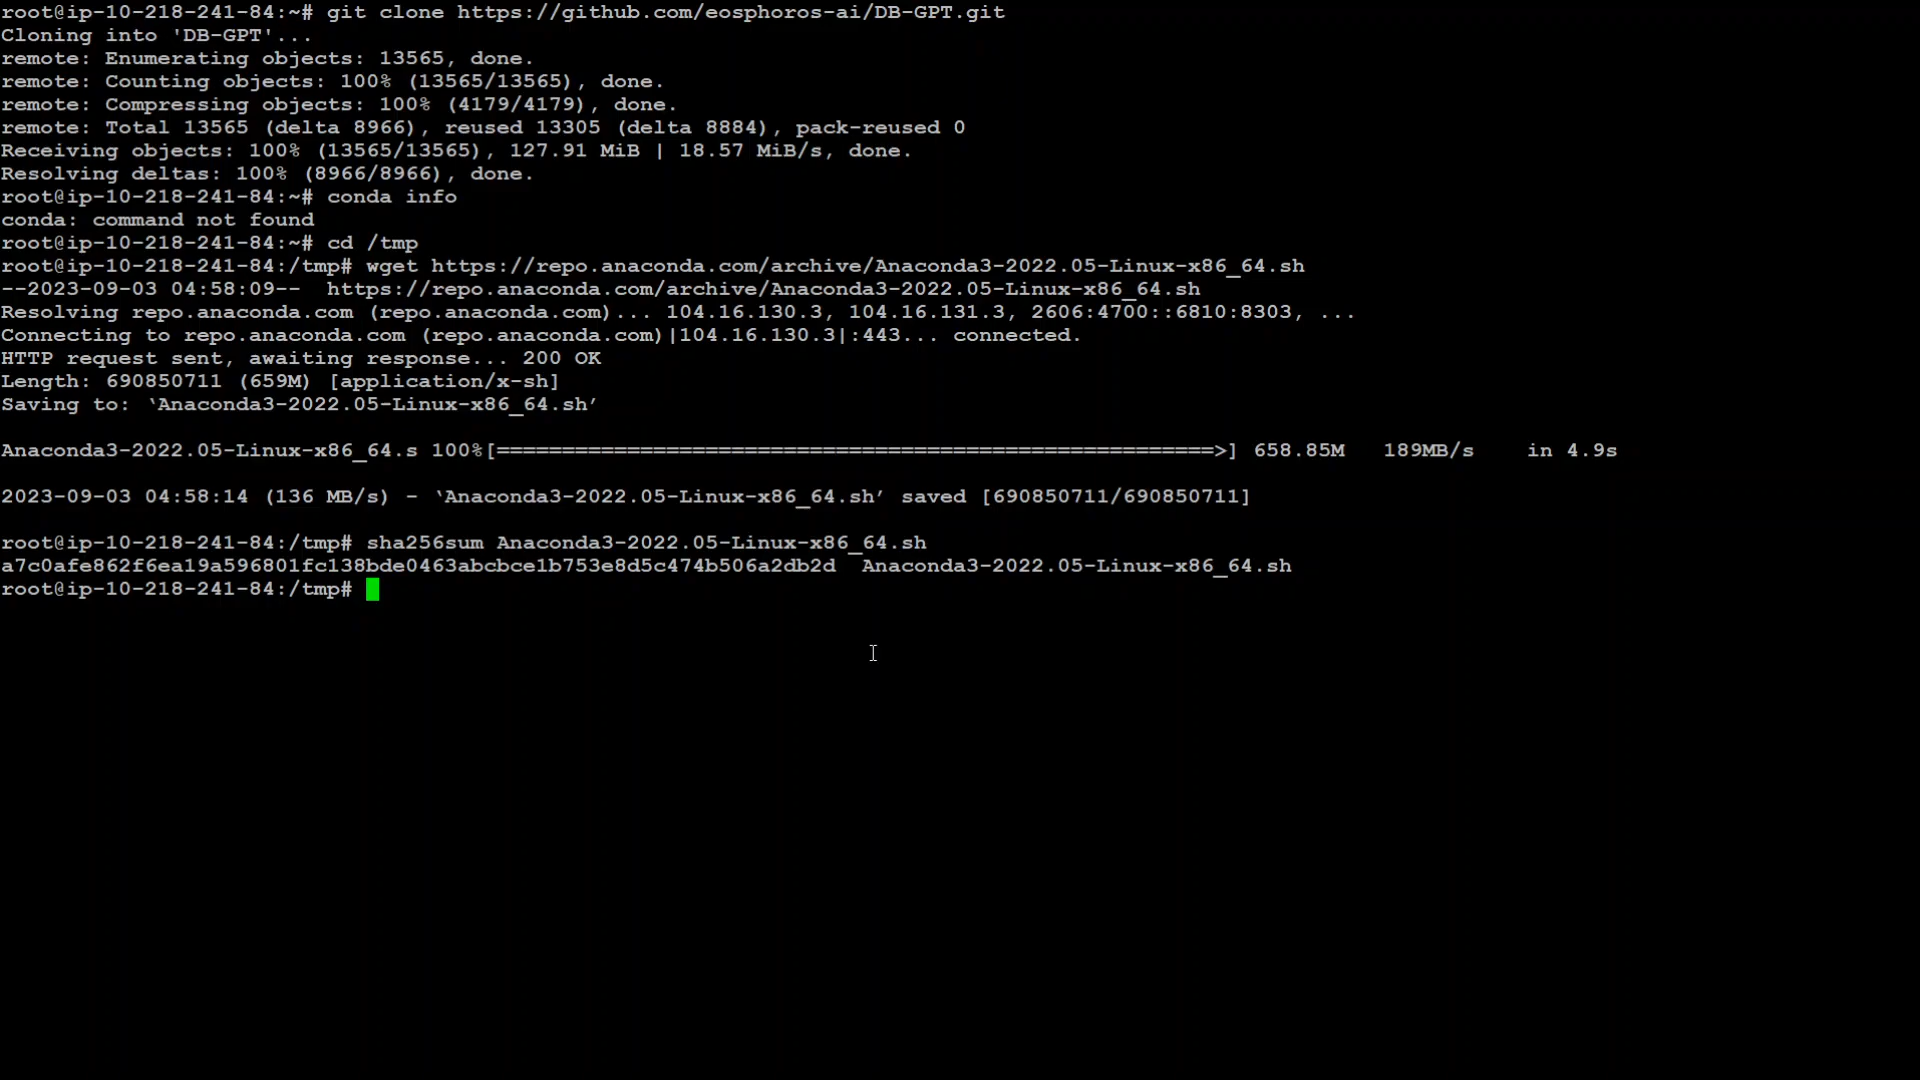 root@ip-10-218-241-84:~# git clone https://github.com/eosphoros-ai/DB-GPT.git
Cloning into 'DB-GPT'...
remote: Enumerating objects: 13565, done.
remote: Counting objects: 100% (13565/13565), done.
remote: Compressing objects: 100% (4179/4179), done.
remote: Total 13565 (delta 8966), reused 13305 (delta 8884), pack-reused 0
Receiving objects: 100% (13565/13565), 127.91 MiB | 18.57 MiB/s, done.
Resolving deltas: 100% (8966/8966), done.
root@ip-10-218-241-84:~# conda info
conda: command not found
root@ip-10-218-241-84:~# cd /tmp
root@ip-10-218-241-84:/tmp# wget https://repo.anaconda.com/archive/Anaconda3-2022.05-Linux-x86_64.sh
--2023-09-03 04:58:09--  https://repo.anaconda.com/archive/Anaconda3-2022.05-Linux-x86_64.sh
Resolving repo.anaconda.com (repo.anaconda.com)... 104.16.130.3, 104.16.131.3, 2606:4700::6810:8303, ...
Connecting to repo.anaconda.com (repo.anaconda.com)|104.16.130.3|:443... connected.
HTTP request sent, awaiting response... 200 OK
Length: 690850711 (659M) [application/x-sh]
Saving to: ‘Anaconda3-2022.05-Linux-x86_64.sh’
Anaconda3-2022.05-Linux-x86_64.s 100%[=======================================================>] 658.85M   189MB/s    in 4.9s
2023-09-03 04:58:14 (136 MB/s) - ‘Anaconda3-2022.05-Linux-x86_64.sh’ saved [690850711/690850711]
root@ip-10-218-241-84:/tmp# sha256sum Anaconda3-2022.05-Linux-x86_64.sh
a7c0afe862f6ea19a596801fc138bde0463abcbce1b753e8d5c474b506a2db2d  Anaconda3-2022.05-Linux-x86_64.sh
root@ip-10-218-241-84:/tmp#